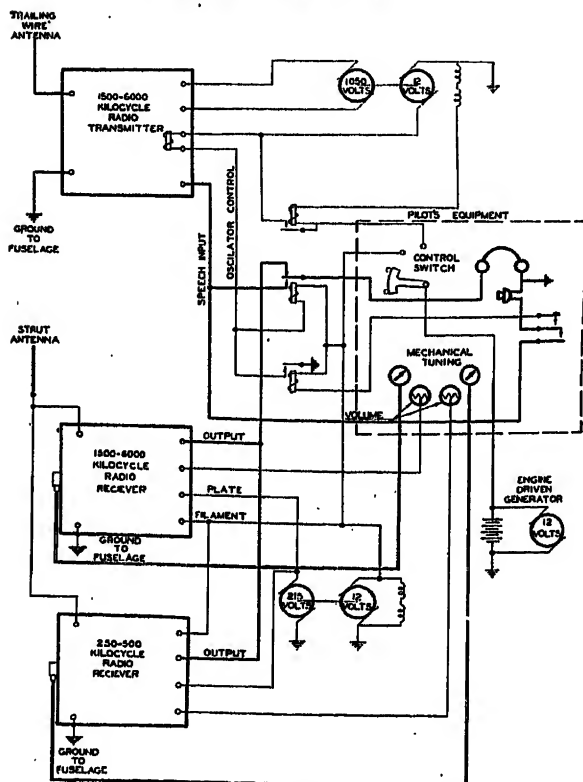 "TRAILING
WIRE"
ANTENNA
1500-6000
KILOCYCLE
RADIO
TRANSMITTER
GROUND
TO
FUSELAGE
1050
VOLTS
12
VOLTS
SPEECH INPUT
OSCILATOR CONTROL
PILOT'S EQUIPMENT
CONTROL
SWITCH
MECHANICAL
TUNING
VOLUME
STRUT
ANTENNA
1500-6000
KILOCYCLE
RADIO
RECIEVER
OUTPUT
PLATE
FILAMENT
GROUND
TO
FUSELAGE
215
VOLTS
12
VOLTS
ENGINE
DRIVEN
GENERATOR
12
VOLTS
250-500
KILOCYCLE
RADIO
RECIEVER
OUTPUT
GROUND
TO
FUSELAGE